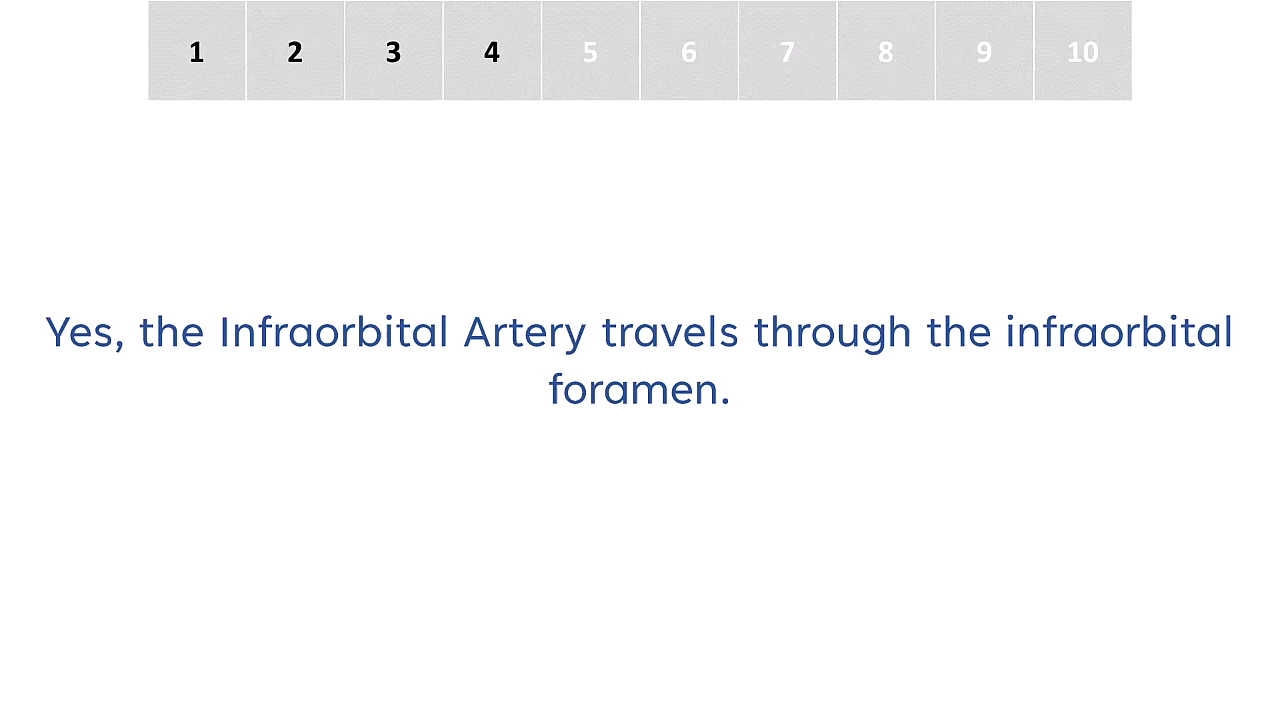 1 2 3 4 5 6 7 8 9 10
Yes, the Infraorbital Artery travels through the infraorbital
foramen.